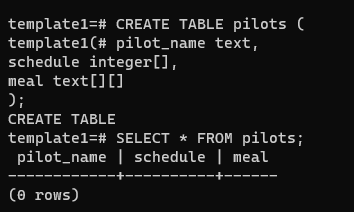 template1=# CREATE TABLE pilots (
template1(# pilot_name text,
schedule integer[],
meal text[][]
);
CREATE TABLE
template1=# SELECT * FROM pilots;
 pilot_name | schedule | meal
------------+----------+------
(0 rows)